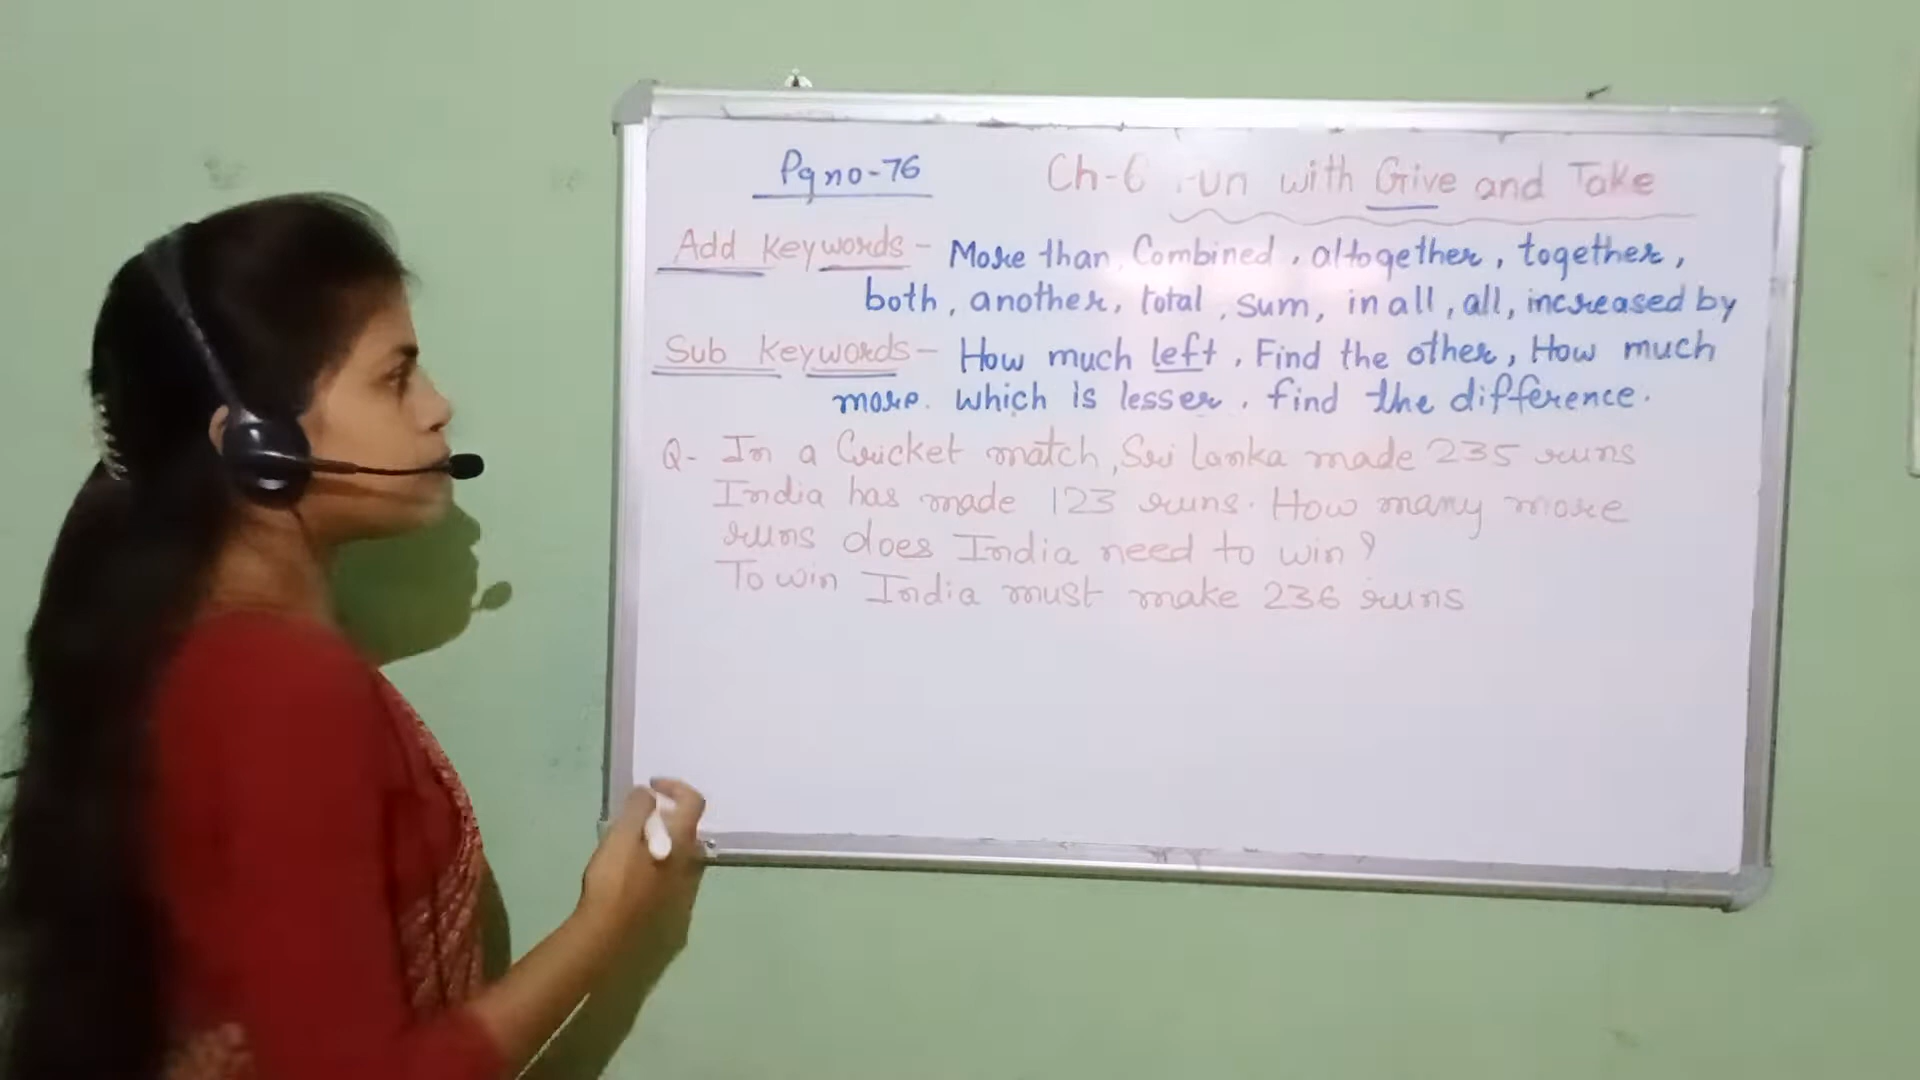 Pg no-76
Ch-6 Fun with Give and Take
Add keywords - More than, Combined, altogether, together,
both, another, total, sum, in all, all, increased by
Sub keywords - How much left, Find the other, How much
more. which is lesser, find the difference.
Q- In a Cricket match, Sri Lanka made 235 runs
India has made 123 runs. How many more
runs does India need to win?
To win India must make 236 runs